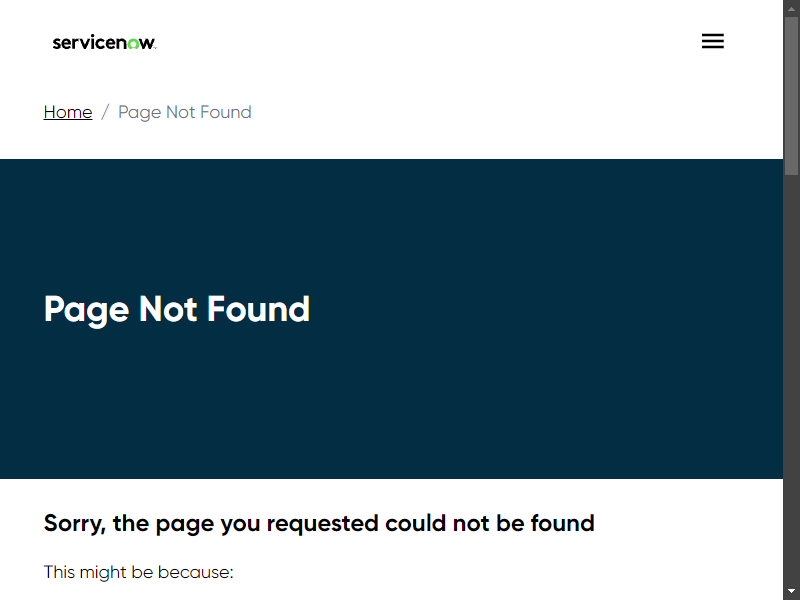 servicenow
Home / Page Not Found
Page Not Found
Sorry, the page you requested could not be found
This might be because: